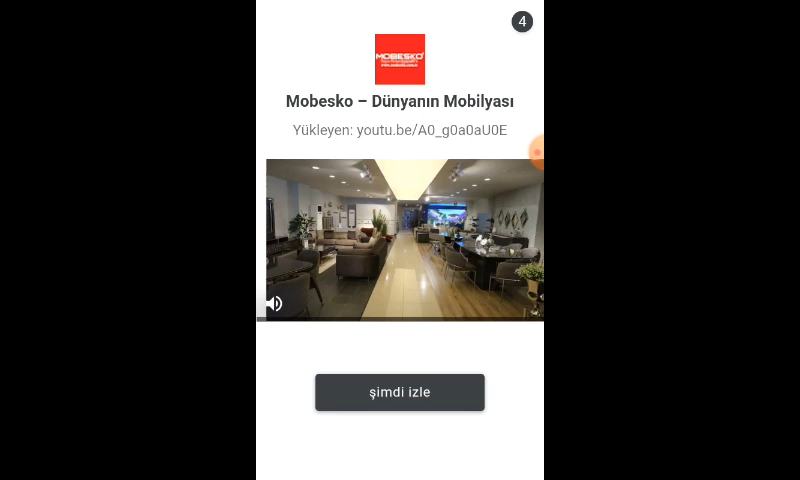 4
MOBESKO
Mobesko – Dünyanın Mobilyası
Yükleyen: youtu.be/A0_g0a0aU0E
şimdi izle